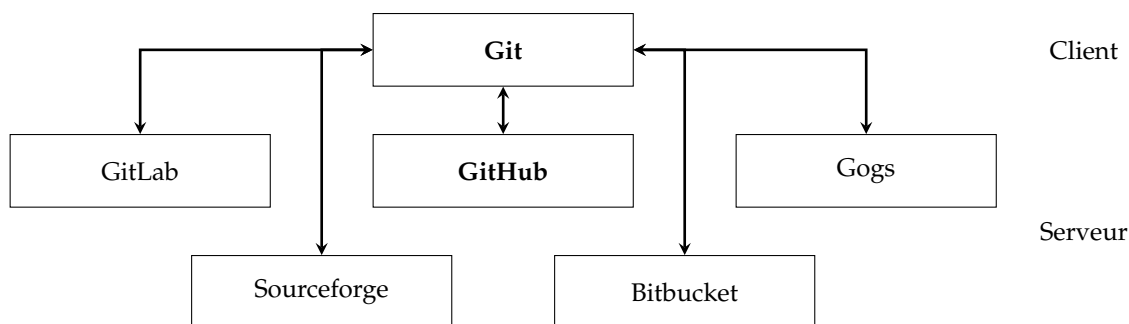 Git
Client
GitLab
GitHub
Gogs
Serveur
Sourceforge
Bitbucket